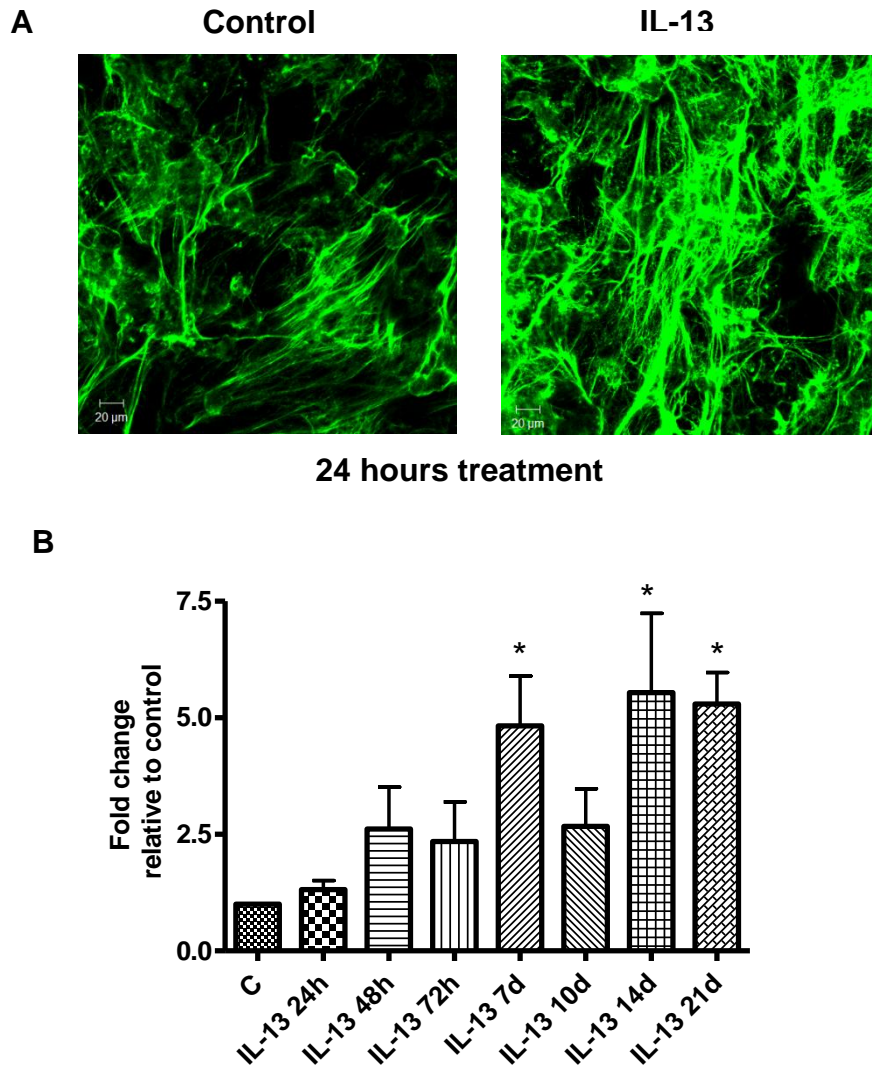 A
Control
IL-13
20 µm
20 µm
24 hours treatment
B
Fold change
relative to control
7.5
5.0
2.5
0.0
*
*
*
C
IL-13 24h
IL-13 48h
IL-13 72h
IL-13 7d
IL-13 10d
IL-13 14d
IL-13 21d